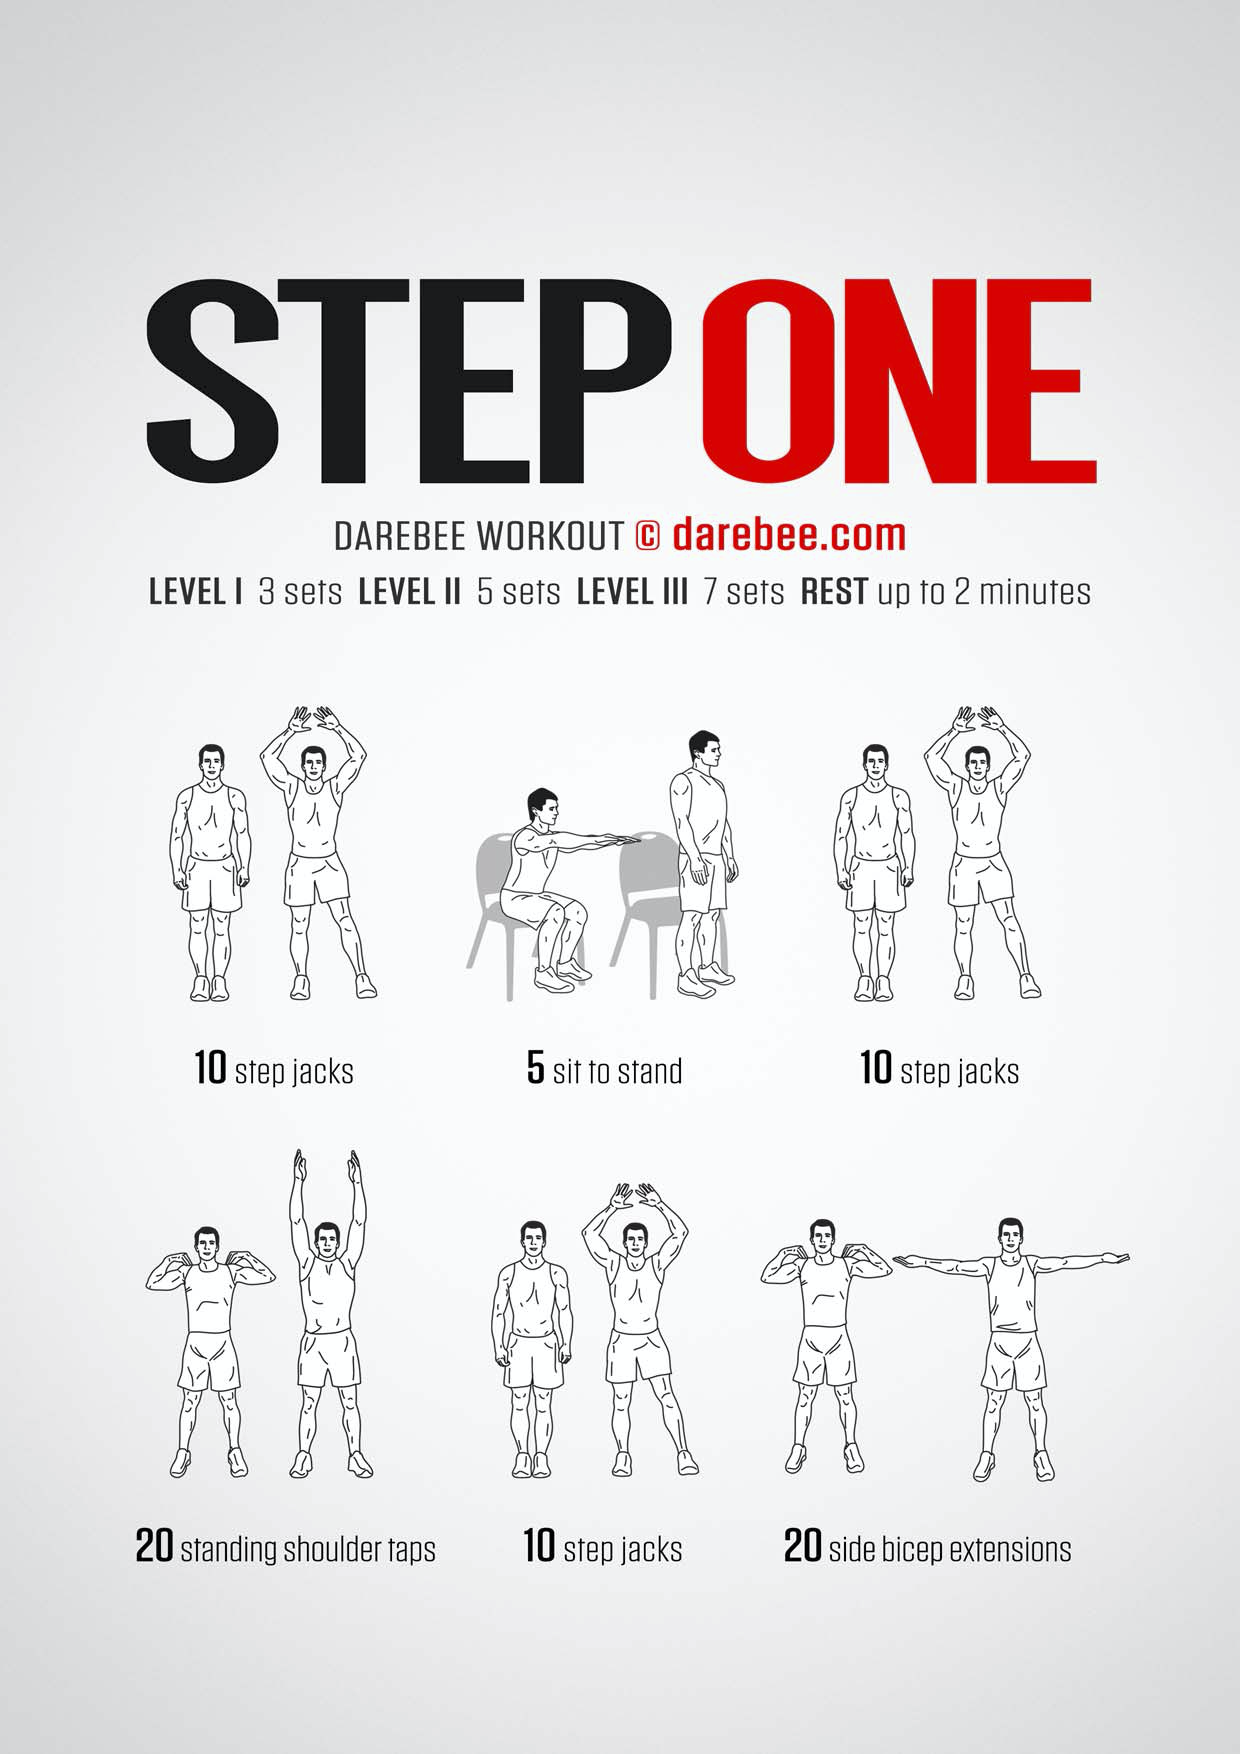 STEP ONE
DAREBEE WORKOUT © darebee.com
LEVEL I 3 sets LEVEL II 5 sets LEVEL III 7 sets REST up to 2 minutes
10 step jacks
5 sit to stand
10 step jacks
20 standing shoulder taps
10 step jacks
20 side bicep extensions